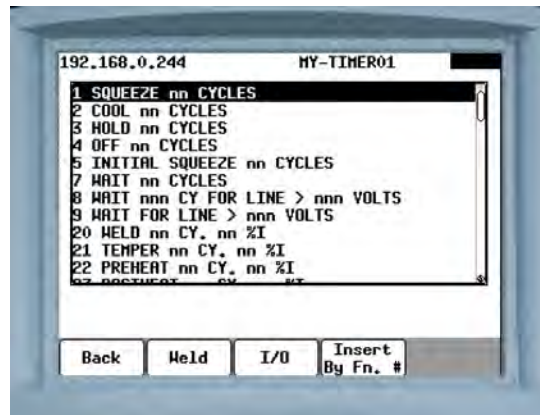 192.168.0.244 MY-TIMER01
1 SQUEEZE nn CYCLES
2 COOL nn CYCLES
3 HOLD nn CYCLES
4 OFF nn CYCLES
5 INITIAL SQUEEZE nn CYCLES
7 WAIT nn CYCLES
8 WAIT nnn CY FOR LINE > nnn VOLTS
9 WAIT FOR LINE > nnn VOLTS
20 WELD nn CY. nn %I
21 TEMPER nn CY. nn %I
22 PREHEAT nn CY. nn %I
Back Weld I/O Insert By Fn. #